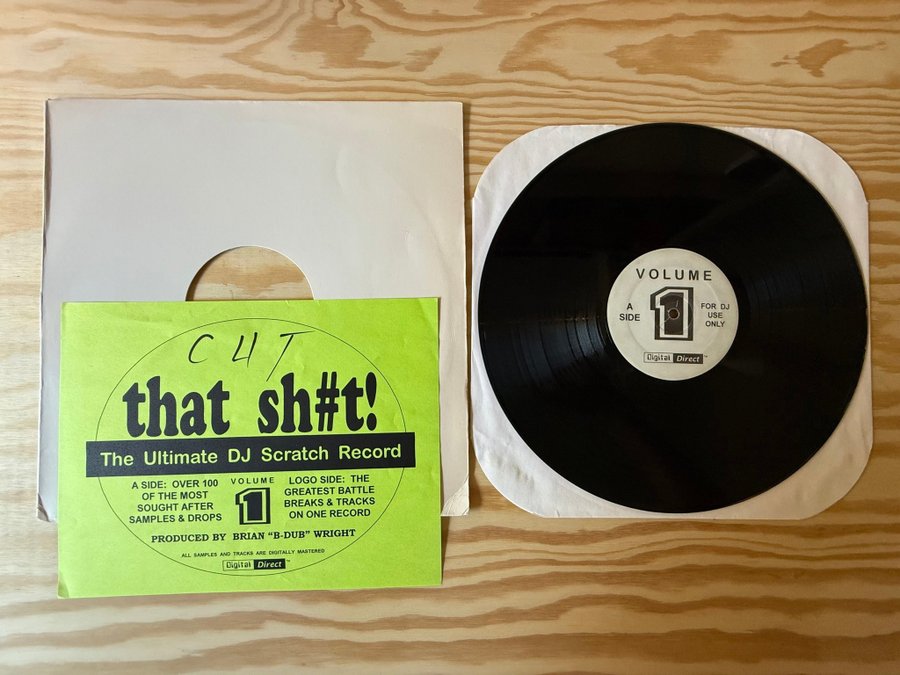 CUT
that sh#t!
The Ultimate DJ Scratch Record
A SIDE: OVER 100
OF THE MOST
SOUGHT AFTER
SAMPLES & DROPS
VOLUME
1
LOGO SIDE: THE
GREATEST BATTLE
BREAKS & TRACKS
ON ONE RECORD
PRODUCED BY BRIAN “B-DUB” WRIGHT
ALL SAMPLES AND TRACKS ARE DIGITALLY MASTERED
Digital Direct™
VOLUME
A
SIDE
1
FOR DJ
USE
ONLY
Digital Direct™